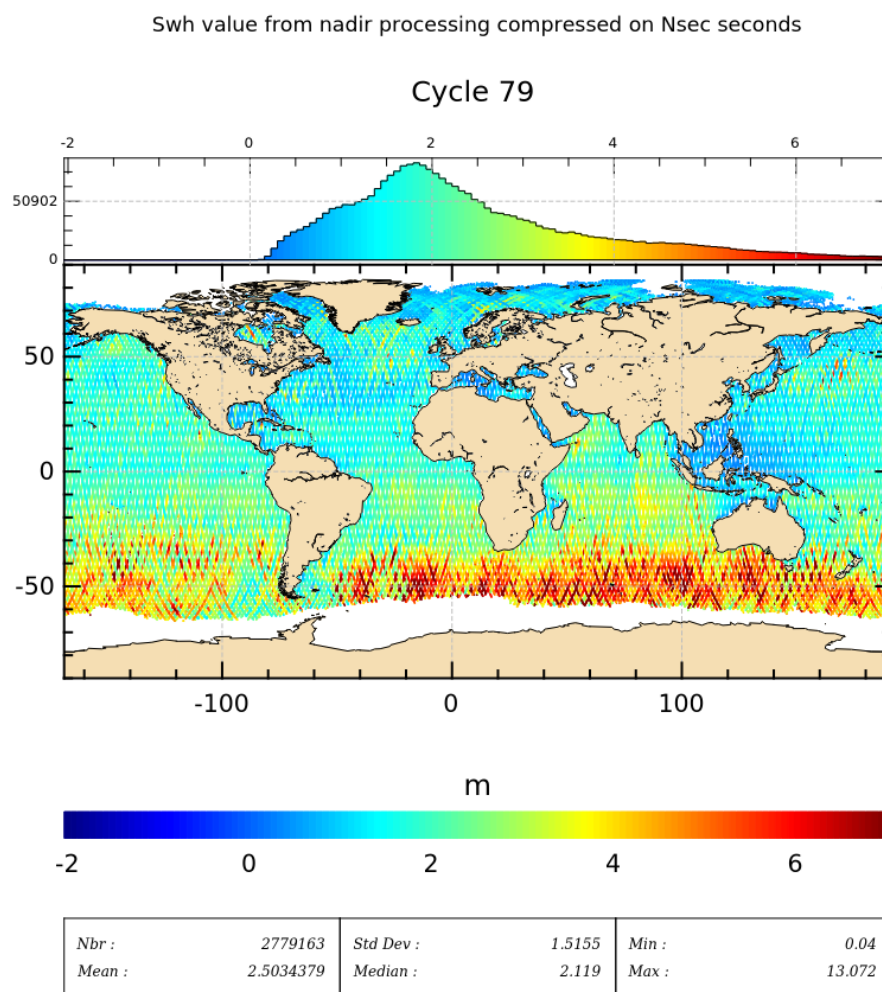 Swh value from nadir processing compressed on Nsec seconds
Cycle 79
-2 0 2 4 6
50902
0
50
0
-50
-100 0 100
m
-2 0 2 4 6
Nbr : 2779163 Std Dev : 1.5155 Min : 0.04
Mean : 2.5034379 Median : 2.119 Max : 13.072